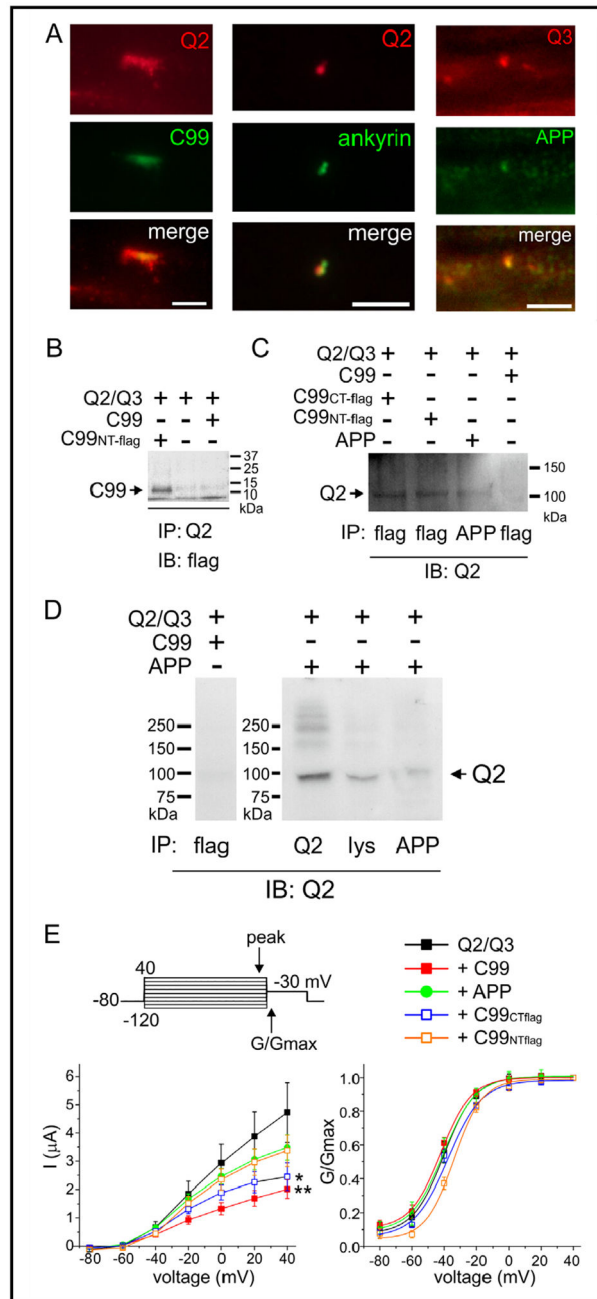 A
Q2 Q2 Q3
C99 ankyrin APP
merge merge merge
B
Q2/Q3 + + +
C99 - - +
C99NT-flag + - -
37
25
15
10
kDa
C99
IP: Q2
IB: flag
C
Q2/Q3 + + + +
C99 - - - +
C99CT-flag + - - -
C99NT-flag - + - -
APP - - + -
150
100
kDa
Q2
IP: flag flag APP flag
IB: Q2
D
Q2/Q3 + + + +
C99 + - - -
APP - + + +
250 250
150 150
100 100
75 75
kDa kDa
Q2
IP: flag Q2 lys APP
IB: Q2
E
peak
40
-80
-120
-30 mV
G/Gmax
Q2/Q3
+ C99
+ APP
+ C99CTflag
+ C99NTflag
I (μA)
6
5
4
3
2
1
0
*
**
-80 -60 -40 -20 0 20 40
voltage (mV)
G/Gmax
1.0
0.8
0.6
0.4
0.2
0.0
-80 -60 -40 -20 0 20 40
voltage (mV)